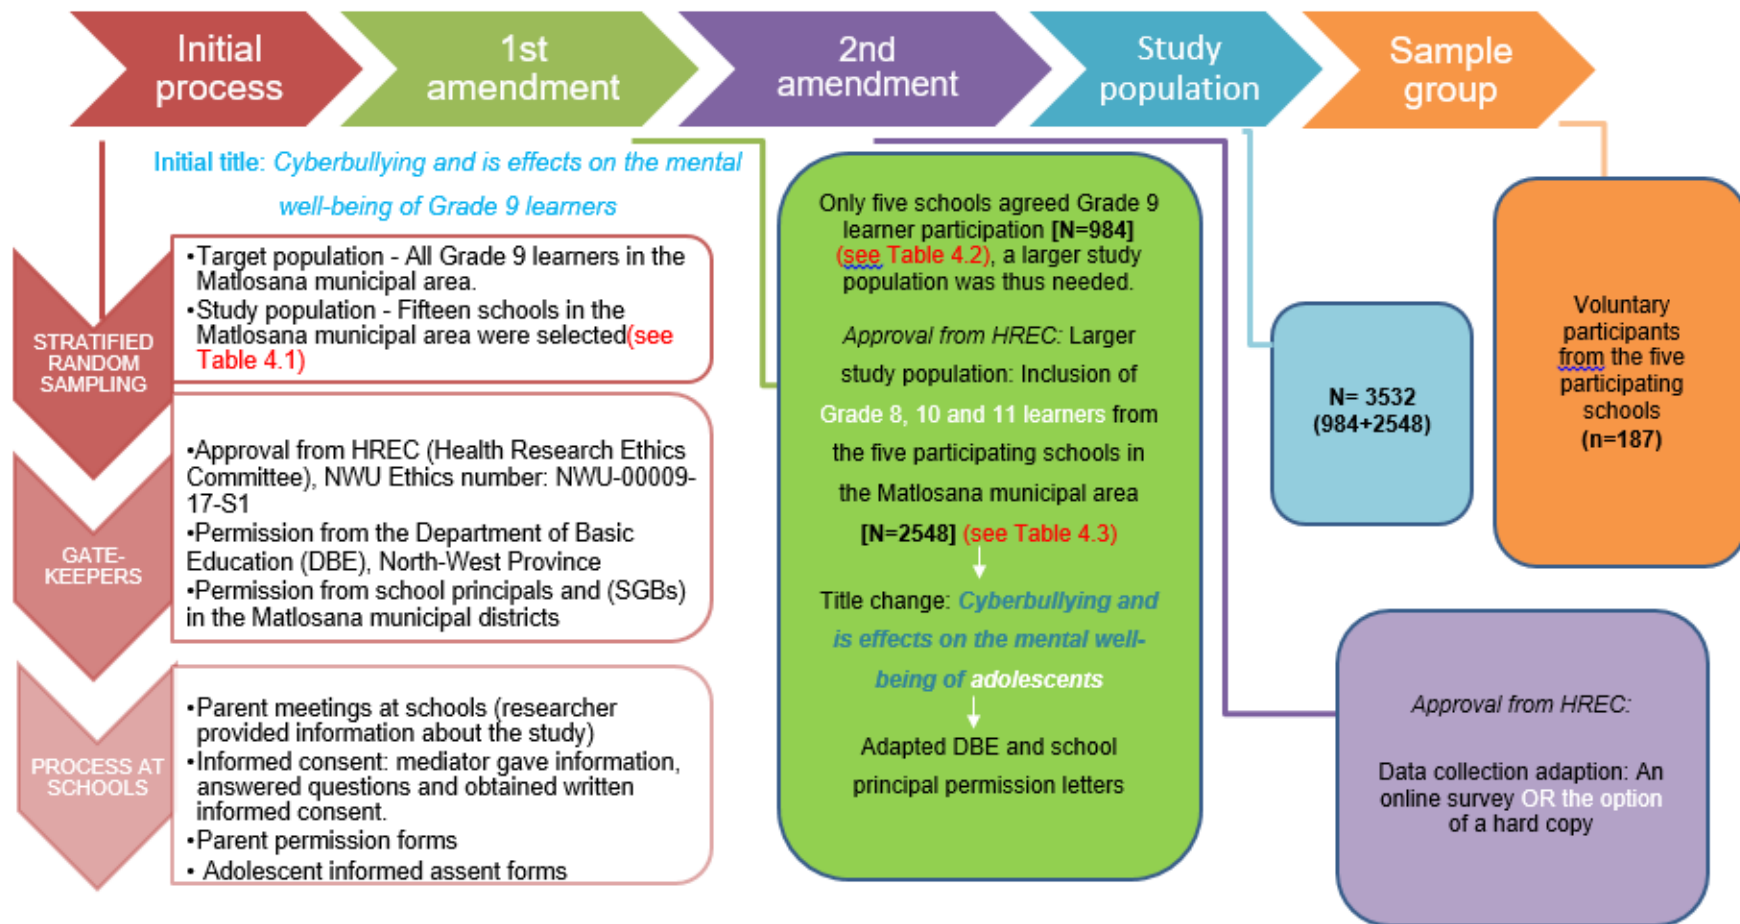 Initial
process
1st
amendment
2nd
amendment
Study
population
Sample
group
Initial title: Cyberbullying and is effects on the mental
well-being of Grade 9 learners
STRATIFIED
RANDOM
SAMPLING
•Target population - All Grade 9 learners in the
Matlosana municipal area.
•Study population - Fifteen schools in the
Matlosana municipal area were selected(see
Table 4.1)
GATE-
KEEPERS
•Approval from HREC (Health Research Ethics
Committee), NWU Ethics number: NWU-00009-
17-S1
•Permission from the Department of Basic
Education (DBE), North-West Province
•Permission from school principals and (SGBs)
in the Matlosana municipal districts
PROCESS AT
SCHOOLS
•Parent meetings at schools (researcher
provided information about the study)
•Informed consent: mediator gave information,
answered questions and obtained written
informed consent.
•Parent permission forms
• Adolescent informed assent forms
Only five schools agreed Grade 9
learner participation [N=984]
(see Table 4.2), a larger study
population was thus needed.
Approval from HREC: Larger
study population: Inclusion of
Grade 8, 10 and 11 learners from
the five participating schools in
the Matlosana municipal area
[N=2548] (see Table 4.3)
Title change: Cyberbullying and
is effects on the mental well-
being of adolescents
Adapted DBE and school
principal permission letters
N= 3532
(984+2548)
Voluntary
participants
from the five
participating
schools
(n=187)
Approval from HREC:
Data collection adaption: An
online survey OR the option
of a hard copy